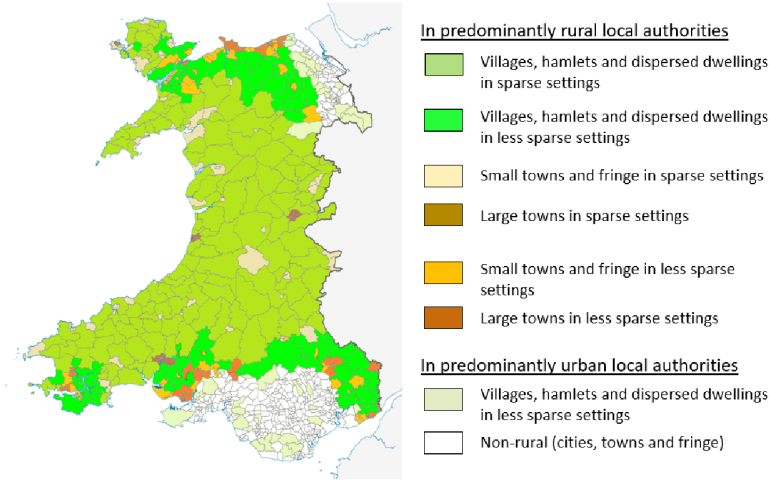 In predominantly rural local authorities
Villages, hamlets and dispersed dwellings
in sparse settings
Villages, hamlets and dispersed dwellings
in less sparse settings
Small towns and fringe in sparse settings
Large towns in sparse settings
Small towns and fringe in less sparse
settings
Large towns in less sparse settings
In predominantly urban local authorities
Villages, hamlets and dispersed dwellings
in less sparse settings
Non-rural (cities, towns and fringe)